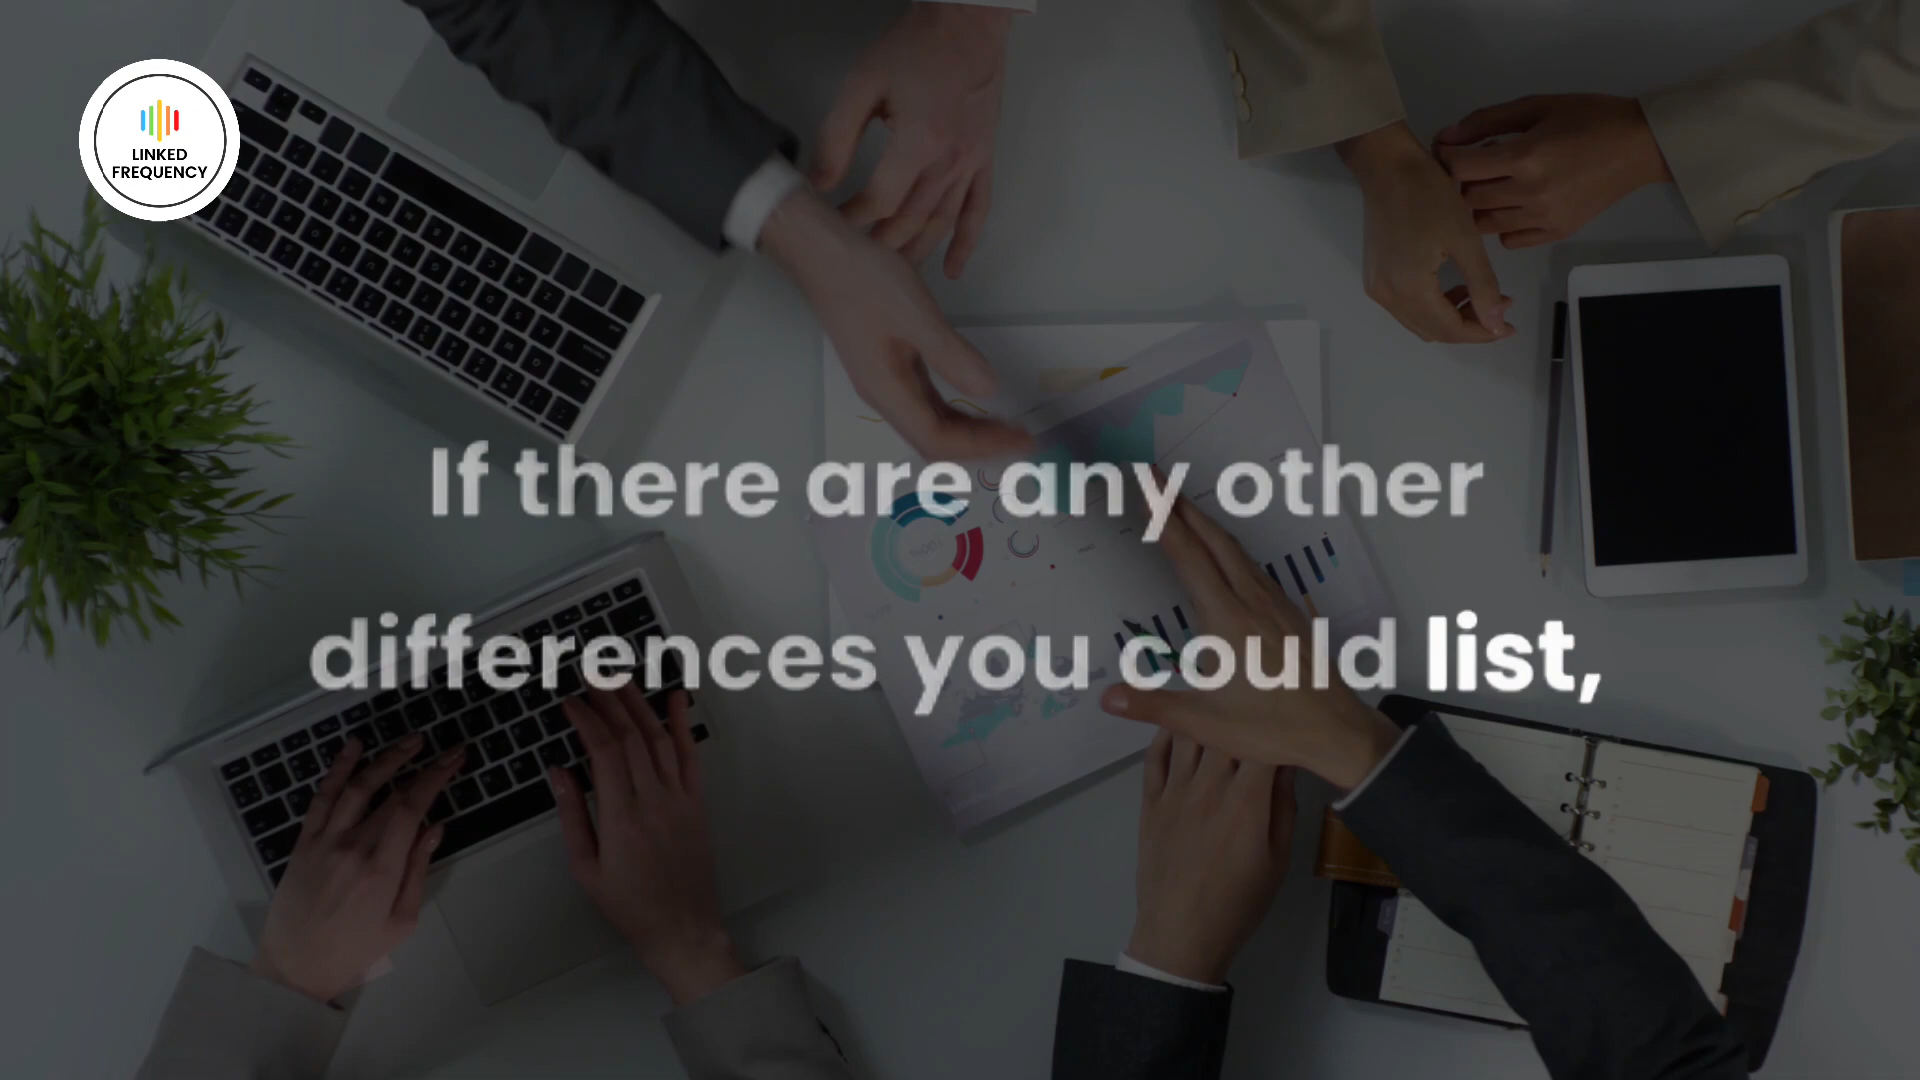 LINKED
FREQUENCY
If there are any other
differences you could list,